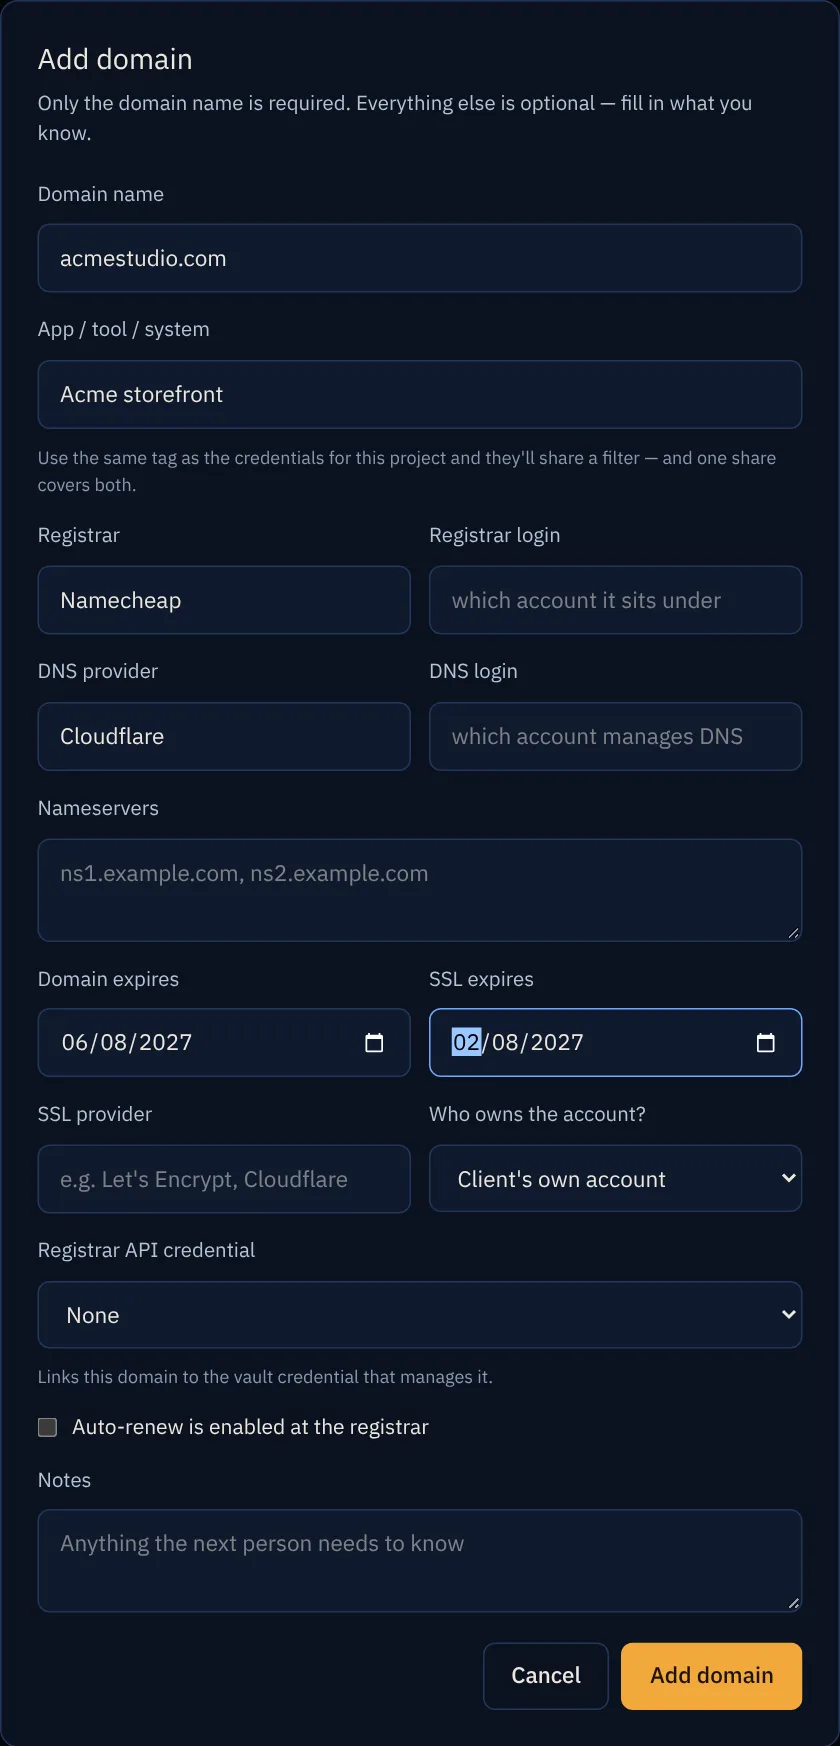 Add domain
Only the domain name is required. Everything else is optional — fill in what you
know.
Domain name
acmestudio.com
App / tool / system
Acme storefront
Use the same tag as the credentials for this project and they'll share a filter — and one share
covers both.
Registrar
Registrar login
Namecheap
which account it sits under
DNS provider
DNS login
Cloudflare
which account manages DNS
Nameservers
ns1.example.com, ns2.example.com
Domain expires
SSL expires
06/08/2027
02/08/2027
SSL provider
Who owns the account?
e.g. Let's Encrypt, Cloudflare
Client's own account
Registrar API credential
None
Links this domain to the vault credential that manages it.
Auto-renew is enabled at the registrar
Notes
Anything the next person needs to know
Cancel
Add domain